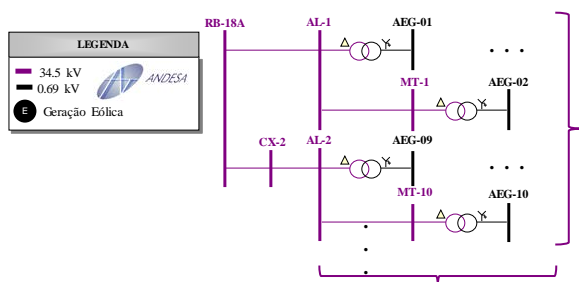 RB-18A
AL-1
AEG-01
LEGENDA
34.5 kV
0.69 kV
ANDESA
E
Geração Eólica
MT-1
AEG-02
CX-2
AL-2
AEG-09
MT-10
AEG-10